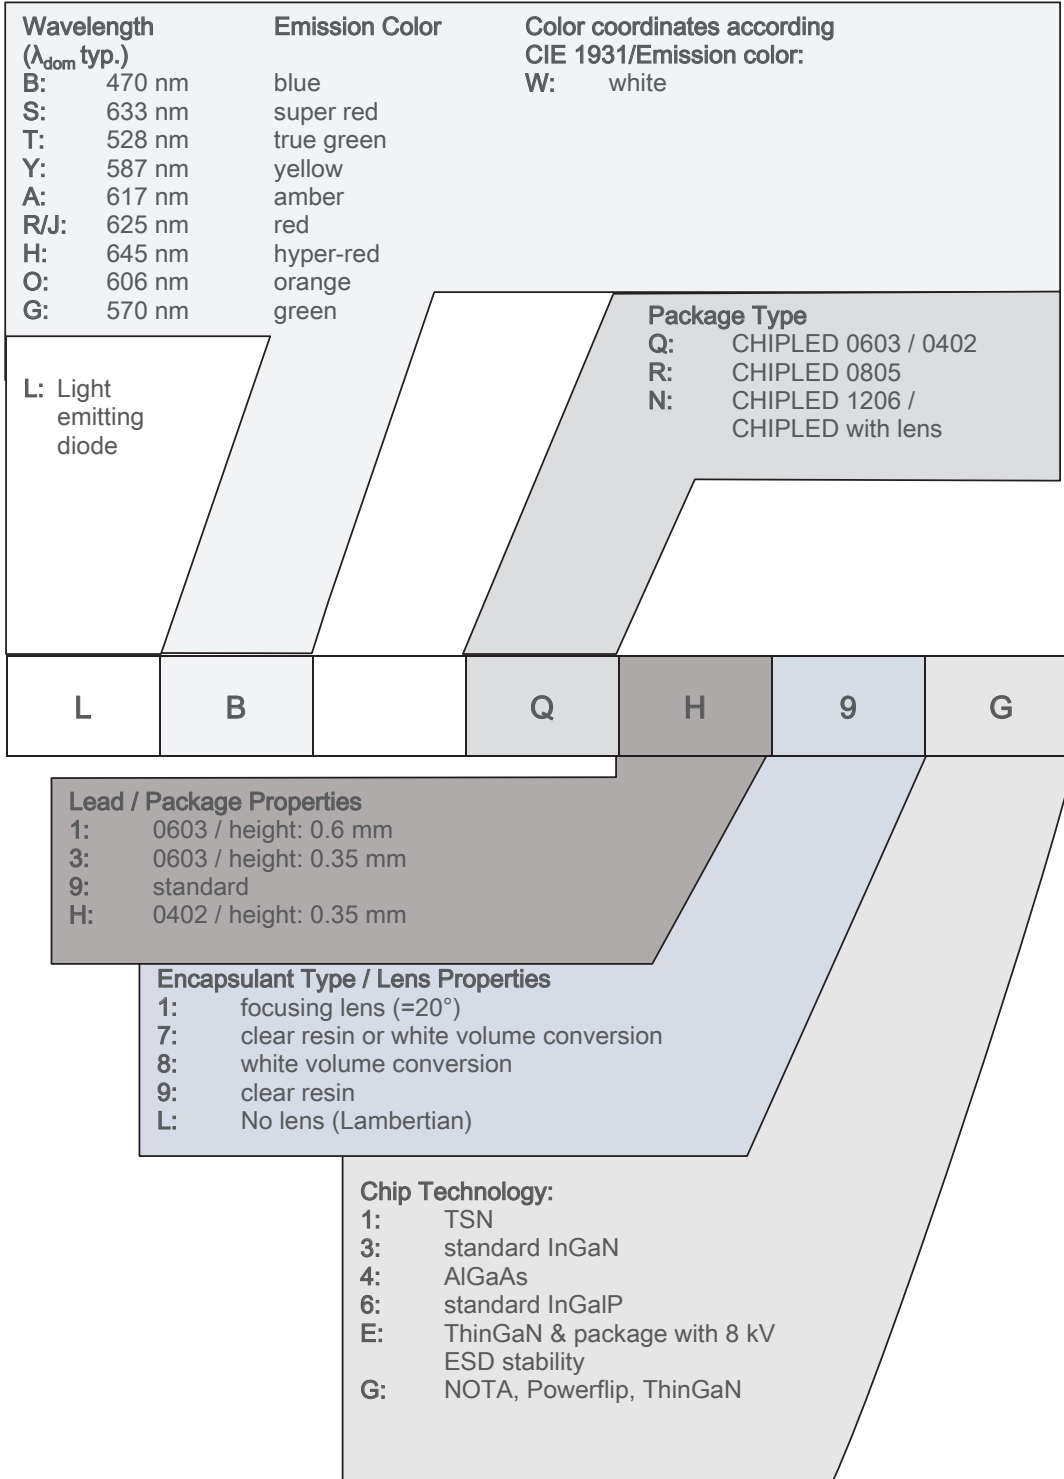 Wavelength Emission Color Color coordinates according
(λdom typ.) CIE 1931/Emission color:
B: 470 nm blue W: white
S: 633 nm super red
T: 528 nm true green
Y: 587 nm yellow
A: 617 nm amber
R/J: 625 nm red
H: 645 nm hyper-red
O: 606 nm orange
G: 570 nm green
Package Type
Q: CHIPLED 0603 / 0402
R: CHIPLED 0805
N: CHIPLED 1206 /
CHIPLED with lens
L: Light
emitting
diode
L B Q H 9 G
Lead / Package Properties
1: 0603 / height: 0.6 mm
3: 0603 / height: 0.35 mm
9: standard
H: 0402 / height: 0.35 mm
Encapsulant Type / Lens Properties
1: focusing lens (=20°)
7: clear resin or white volume conversion
8: white volume conversion
9: clear resin
L: No lens (Lambertian)
Chip Technology:
1: TSN
3: standard InGaN
4: AlGaAs
6: standard InGalP
E: ThinGaN & package with 8 kV
ESD stability
G: NOTA, Powerflip, ThinGaN